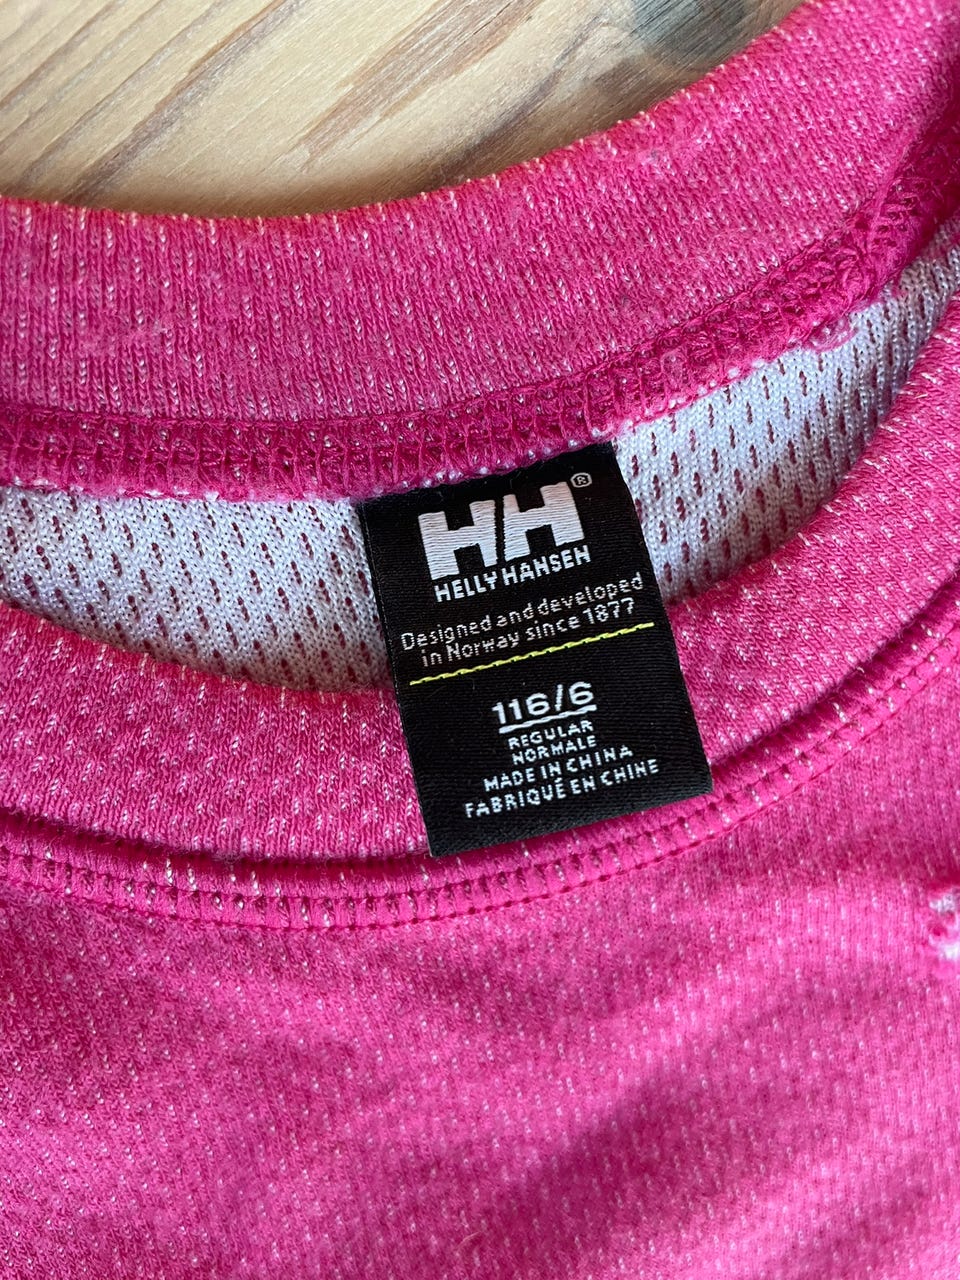 HH®
HELLY HANSEN
Designed and developed
in Norway since 1877
116/6
REGULAR
NORMALE
MADE IN CHINA
FABRIQUÉ EN CHINE